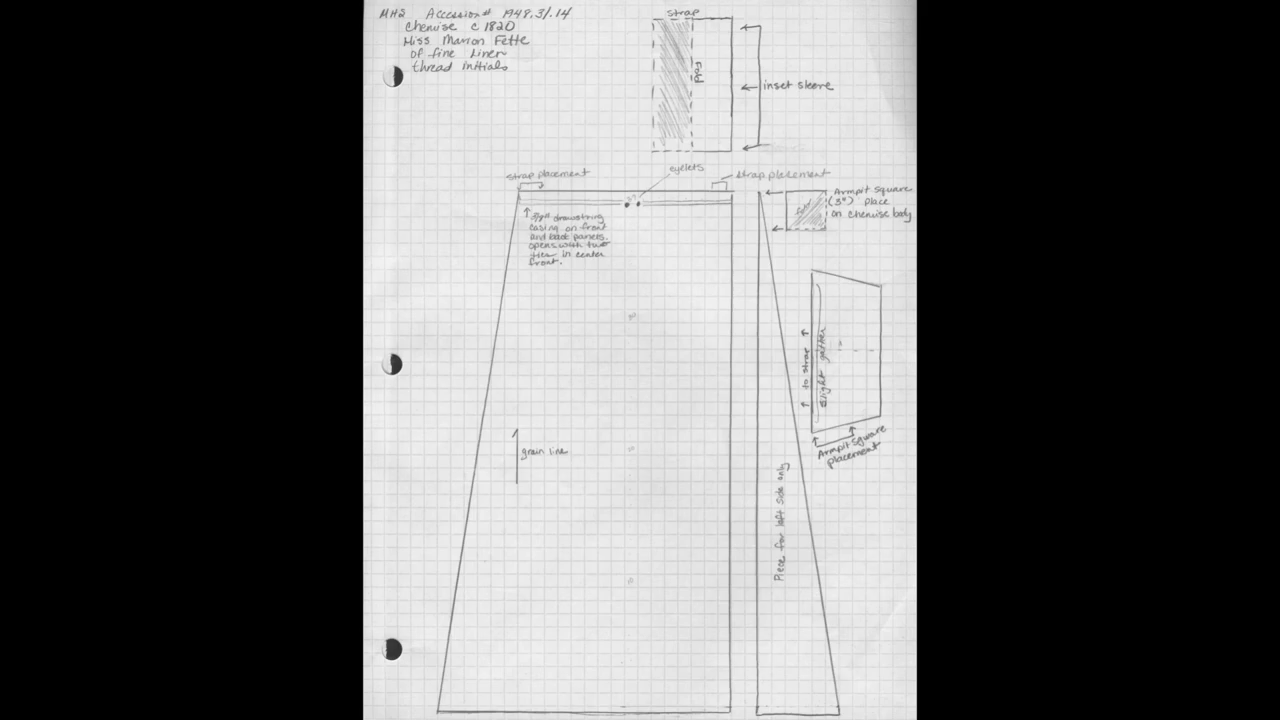 MHS Accession# 1948.31.14
Chemise c 1820
Miss Marion Fette
of fine linen
thread initials
strap
fold
inset sleeve
strap placement
eyelets
strap placement
Armpit square
(3") place
on chemise body
fold
3/8" drawstring
casing on front
and back panels.
opens with two
ties in center
front.
to strap
slight gather
Armpit square
placement
grain line
Piece for left side only